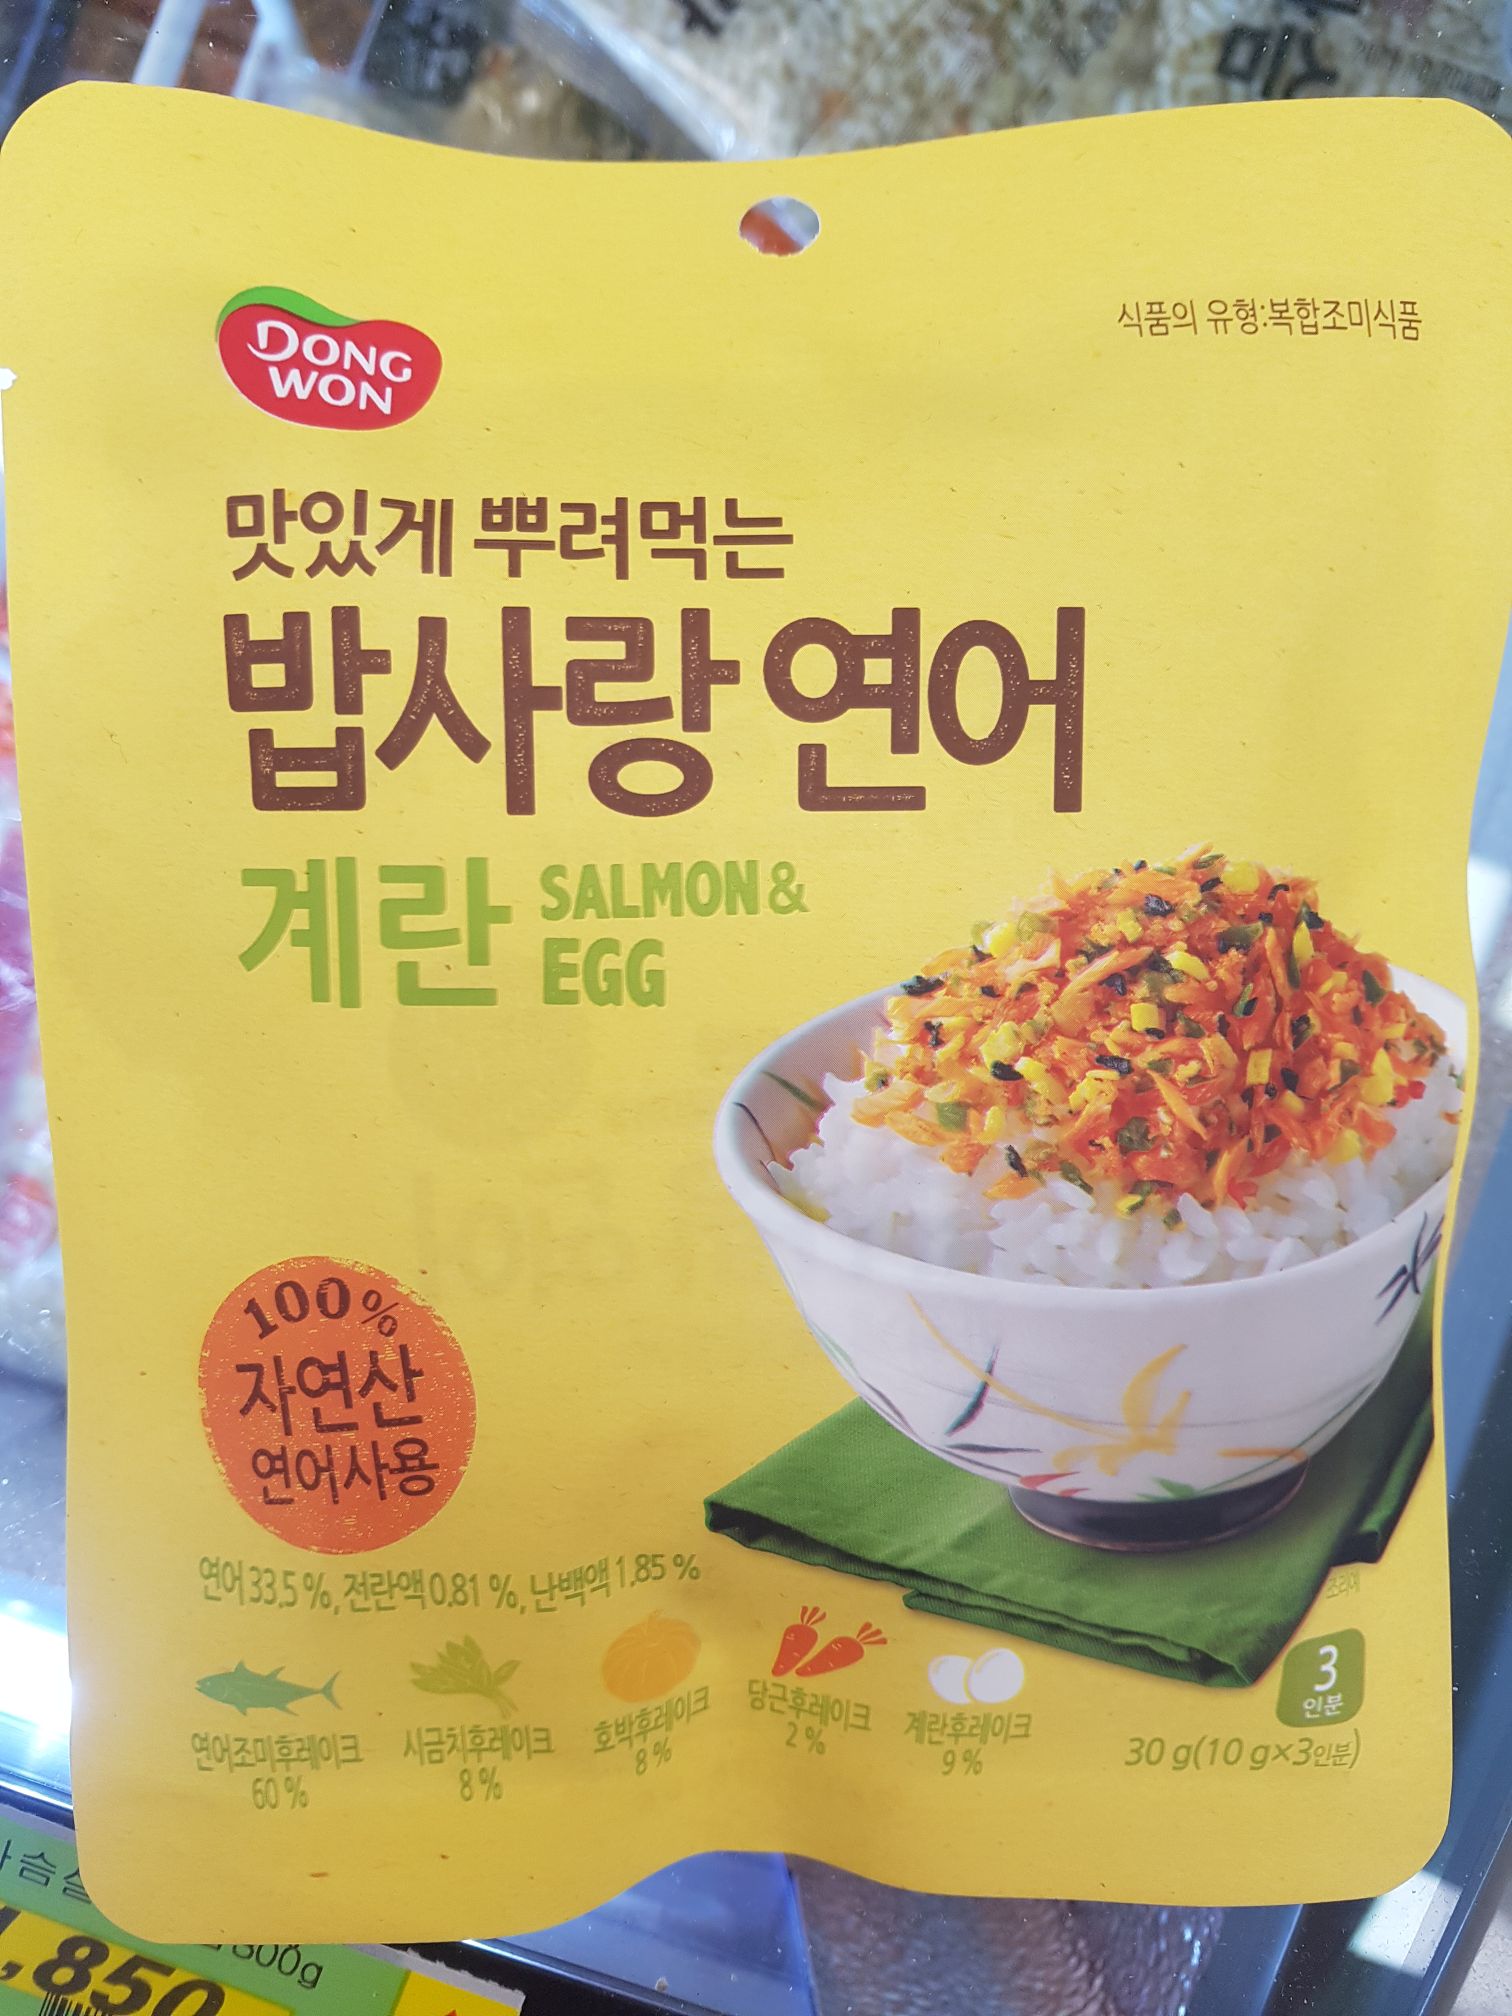 DONG
WON
식품의 유형:복합조미식품
맛있게 뿌려먹는
밥사랑 연어
계란 SALMON &
EGG
100%
자연산
연어사용
연어 33.5 %, 전란액 0.81 %, 난백액 1.85 %
조리예
연어조미후레이크
60 %
시금치후레이크
8 %
호박후레이크
8 %
당근후레이크
2 %
계란후레이크
9 %
3
인분
30 g(10 g×3인분)
800g
,850